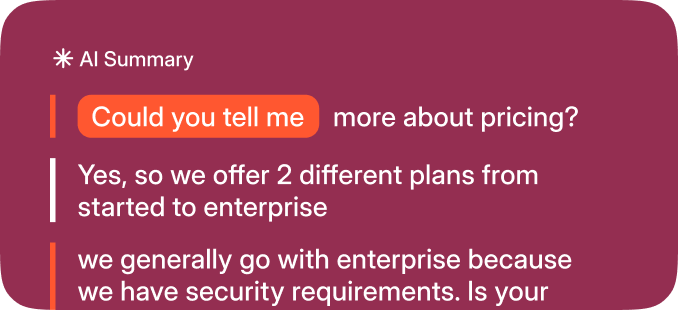 AI Summary
Could you tell me more about pricing?
Yes, so we offer 2 different plans from
started to enterprise
we generally go with enterprise because
we have security requirements. Is your